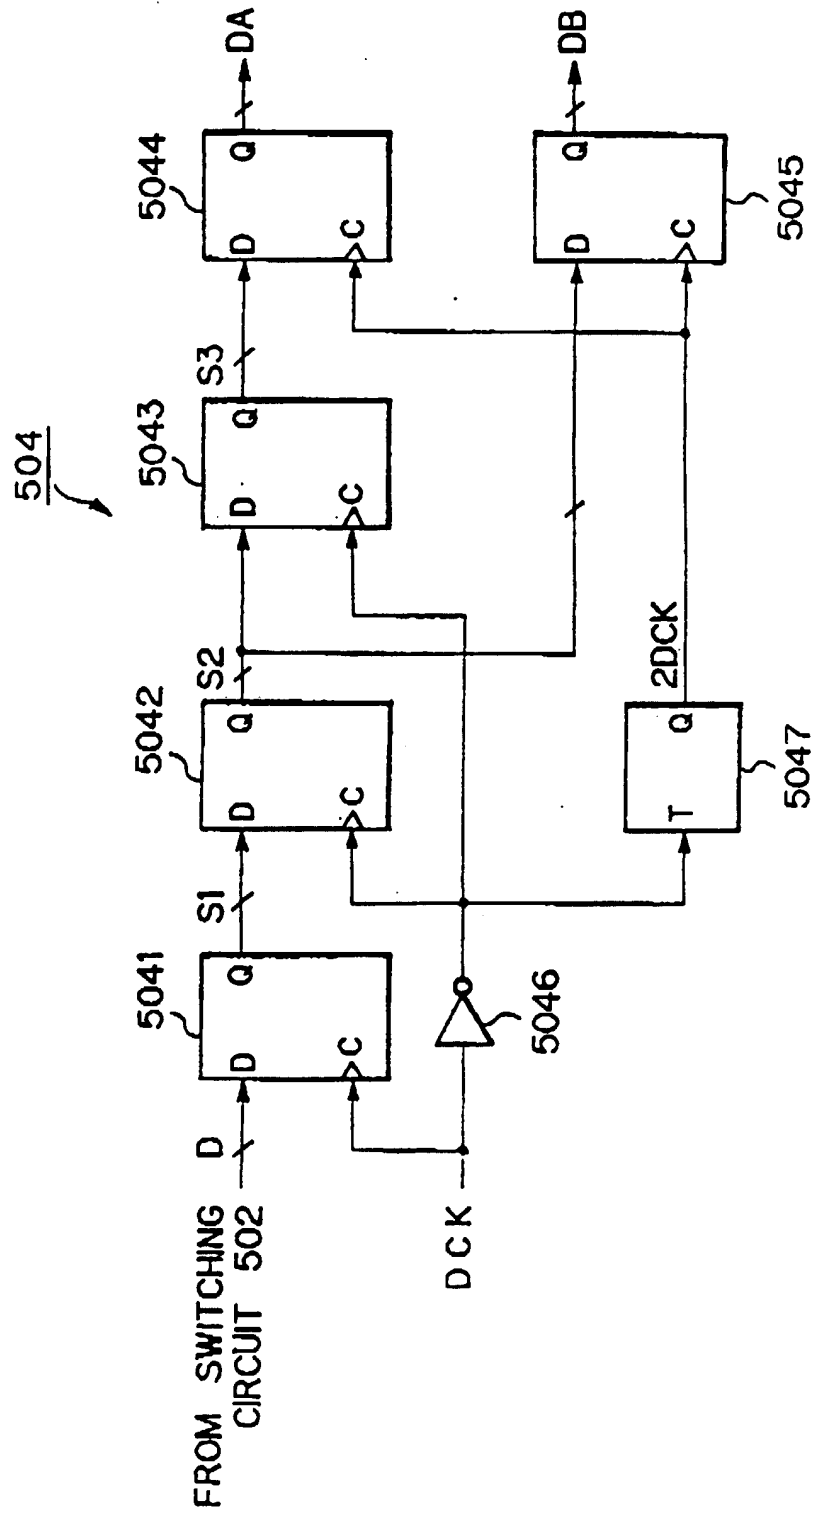 504
5041
5042
5043
5044
FROM SWITCHING
CIRCUIT 502
D
D
Q
S1
D
Q
S2
D
Q
S3
D
Q
DA
C
C
C
C
DCK
5046
T
Q
2DCK
5047
D
Q
DB
C
5045